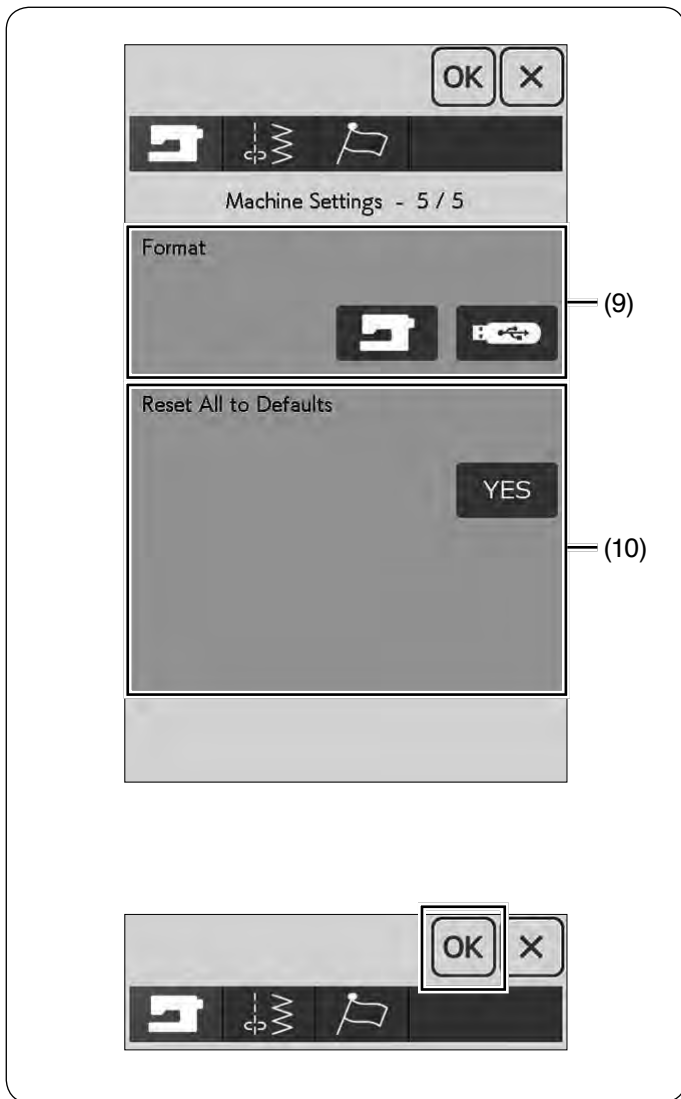 OK
Machine Settings - 5 / 5
Format
(9)
Reset All to Defaults
YES
(10)
OK